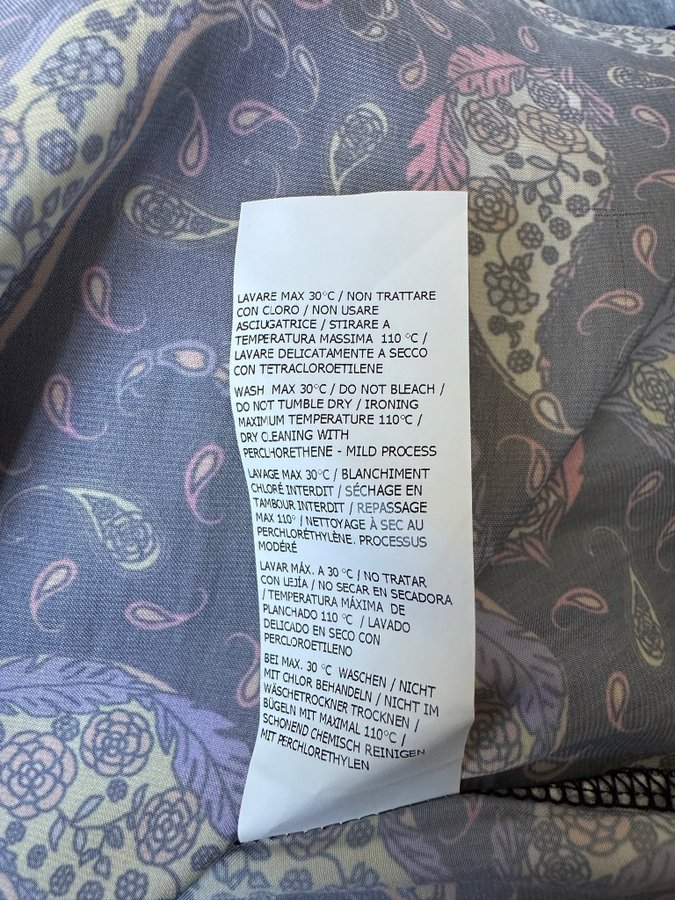 LAVARE MAX 30°C / NON TRATTARE
CON CLORO / NON USARE
ASCIUGATRICE / STIRARE A
TEMPERATURA MASSIMA 110 °C /
LAVARE DELICATAMENTE A SECCO
CON TETRACLOROETILENE
WASH MAX 30°C / DO NOT BLEACH /
DO NOT TUMBLE DRY / IRONING
MAXIMUM TEMPERATURE 110°C /
DRY CLEANING WITH
PERCLHORETHENE - MILD PROCESS
LAVAGE MAX 30°C / BLANCHIMENT
CHLORÉ INTERDIT / SÉCHAGE EN
TAMBOUR INTERDIT / REPASSAGE
MAX 110° / NETTOYAGE À SEC AU
PERCHLORÉTHYLÈNE. PROCESSUS
MODÉRÉ
LAVAR MÁX. A 30 °C / NO TRATAR
CON LEJÍA / NO SECAR EN SECADORA
/ TEMPERATURA MÁXIMA DE
PLANCHADO 110 °C / LAVADO
DELICADO EN SECO CON
PERCLOROETILENO
BEI MAX. 30 °C WASCHEN / NICHT
MIT CHLOR BEHANDELN / NICHT IM
WÄSCHETROCKNER TROCKNEN /
BÜGELN MIT MAXIMAL 110°C /
SCHONEND CHEMISCH REINIGEN
MIT PERCHLORETHYLEN